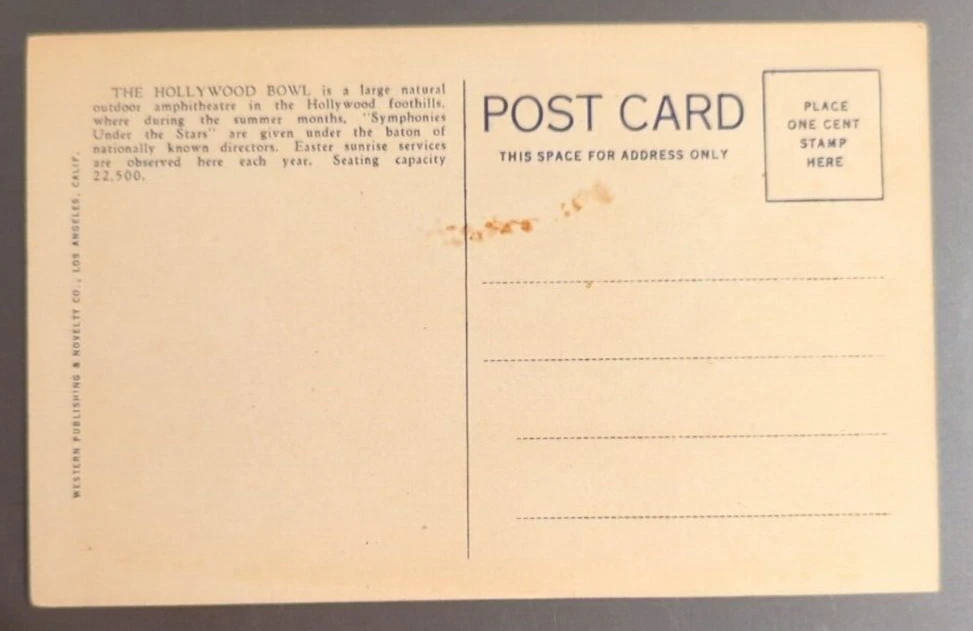 THE HOLLYWOOD BOWL is a large natural
outdoor amphitheatre in the Hollywood foothills,
where during the summer months, "Symphonies
Under the Stars" are given under the baton of
nationally known directors. Easter sunrise services
are observed here each year. Seating capacity
22,500.
WESTERN PUBLISHING & NOVELTY CO., LOS ANGELES, CALIF.
POST CARD
THIS SPACE FOR ADDRESS ONLY
PLACE
ONE CENT
STAMP
HERE